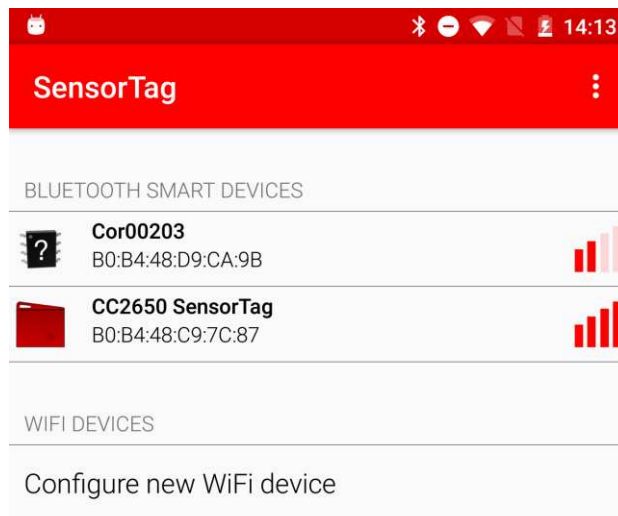 14:13
SensorTag
BLUETOOTH SMART DEVICES
Cor00203
B0:B4:48:D9:CA:9B
?
CC2650 SensorTag
B0:B4:48:C9:7C:87
WIFI DEVICES
Configure new WiFi device